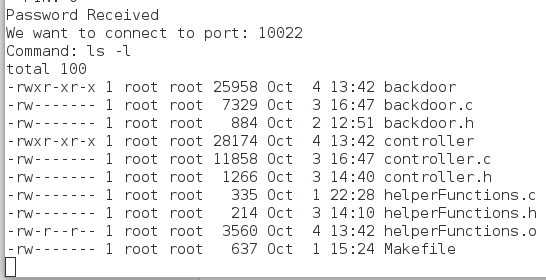 Password Received
We want to connect to port: 10022
Command: ls -l
total 100
-rwxr-xr-x 1 root root 25958 Oct  4 13:42 backdoor
-rw------- 1 root root  7329 Oct  3 16:47 backdoor.c
-rw------- 1 root root   884 Oct  2 12:51 backdoor.h
-rwxr-xr-x 1 root root 28174 Oct  4 13:42 controller
-rw------- 1 root root 11858 Oct  3 16:47 controller.c
-rw------- 1 root root  1266 Oct  3 14:40 controller.h
-rw------- 1 root root   335 Oct  1 22:28 helperFunctions.c
-rw------- 1 root root   214 Oct  3 14:10 helperFunctions.h
-rw-r--r-- 1 root root  3560 Oct  4 13:42 helperFunctions.o
-rw------- 1 root root   637 Oct  1 15:24 Makefile